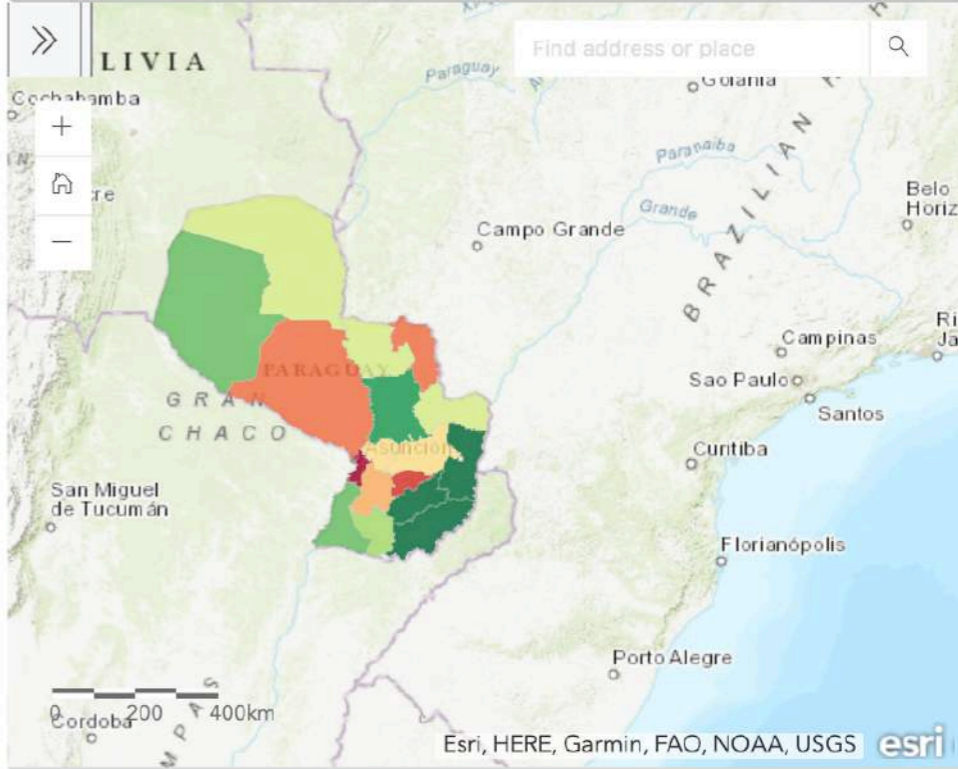 LIVIA
Find address or place
Paraguay
Goiania
Cochabamba
Paranaiba
BRAZILIAN
Belo
Horiz
Grande
Campo Grande
PARAGUAY
Campinas
Sao Paulo
Santos
GRAN
CHACO
Asunción
Curitiba
San Miguel
de Tucumán
Florianópolis
Porto Alegre
0 200 400km
Cordoba
MPAS
Esri, HERE, Garmin, FAO, NOAA, USGS esri